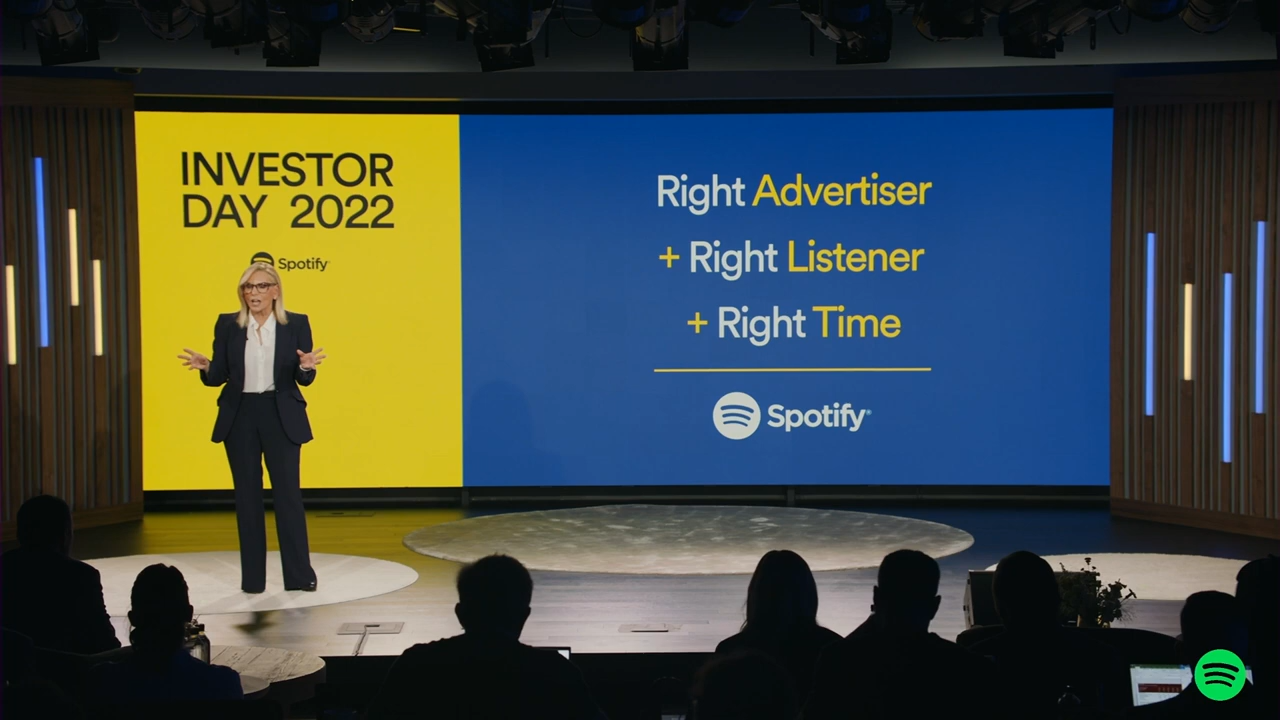 INVESTOR
DAY 2022
Spotify
Right Advertiser
+ Right Listener
+ Right Time
Spotify®